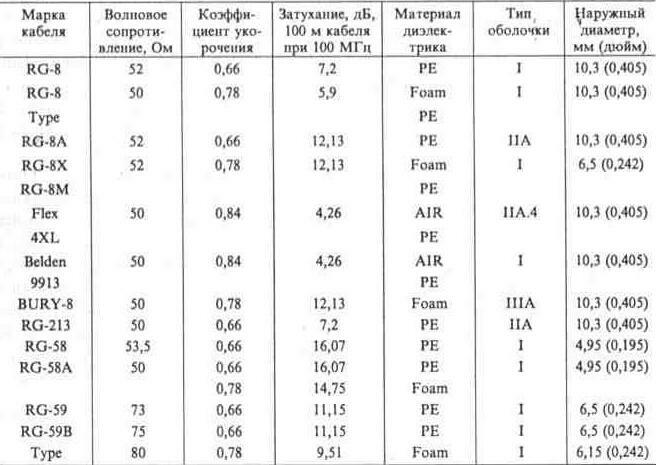 Марка Волновое Коэффи- Затухание, дБ, Материал Тип Наружный
кабеля сопроти- циент уко- 100 м кабеля диэлек- оболочки диаметр,
вление, Ом рочения при 100 МГц трика мм (дюйм)
RG-8 52 0,66 7,2 PE I 10,3 (0,405)
RG-8 50 0,78 5,9 Foam I 10,3 (0,405)
Type PE
RG-8A 52 0,66 12,13 PE IIA 10,3 (0,405)
RG-8X 52 0,78 12,13 Foam I 6,5 (0,242)
RG-8M PE
Flex 50 0,84 4,26 AIR IIA.4 10,3 (0,405)
4XL PE
Belden 50 0,84 4,26 AIR I 10,3 (0,405)
9913 PE
BURY-8 50 0,78 12,13 Foam IIIA 10,3 (0,405)
RG-213 50 0,66 7,2 PE IIA 10,3 (0,405)
RG-58 53,5 0,66 16,07 PE I 4,95 (0,195)
RG-58A 50 0,66 16,07 PE I 4,95 (0,195)
0,78 14,75 Foam
RG-59 73 0,66 11,15 PE I 6,5 (0,242)
RG-59B 75 0,66 11,15 PE I 6,5 (0,242)
Type 80 0,78 9,51 Foam I 6,15 (0,242)